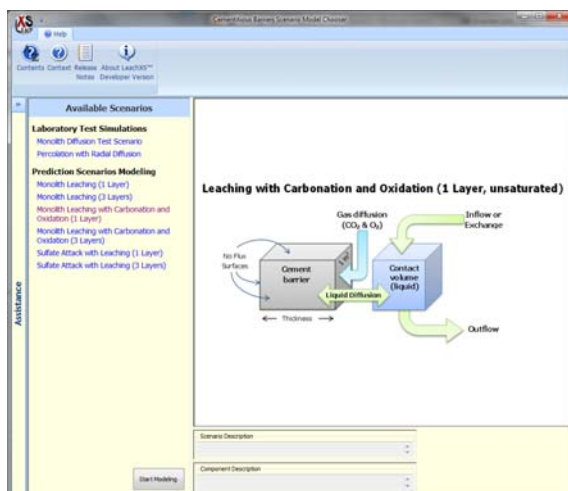 Cementitious Barriers Scenario Model Chooser
LXS
Help
Contents
Context
Release
Notes
About LeachXS™
Developer Version
»
Available Scenarios
Laboratory Test Simulations
Monolith Diffusion Test Scenario
Percolation with Radial Diffusion
Prediction Scenarios Modeling
Monolith Leaching (1 Layer)
Monolith Leaching (3 Layers)
Monolith Leaching with Carbonation and
Oxidation (1 Layer)
Monolith Leaching with Carbonation and
Oxidation (3 Layers)
Sulfate Attack with Leaching (1 Layer)
Sulfate Attack with Leaching (3 Layers)
Assistance
Start Modeling
Leaching with Carbonation and Oxidation (1 Layer, unsaturated)
Gas diffusion
(CO₂ & O₂)
Inflow or
Exchange
No Flux
Surfaces
Cement
barrier
1 m²
Contact
volume
(liquid)
Liquid Diffusion
Thickness
Outflow
Scenario Description
Component Description